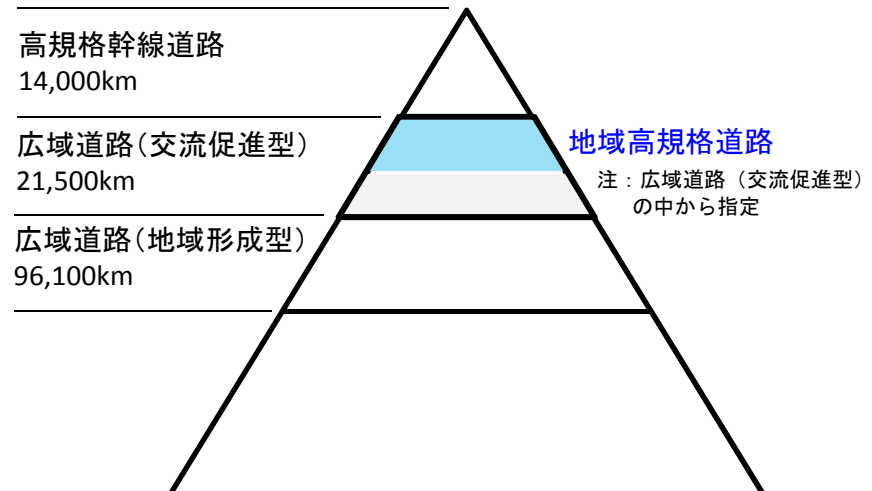 高規格幹線道路
14,000km
広域道路(交流促進型)
21,500km
広域道路(地域形成型)
96,100km
地域高規格道路
注：広域道路（交流促進型）
の中から指定